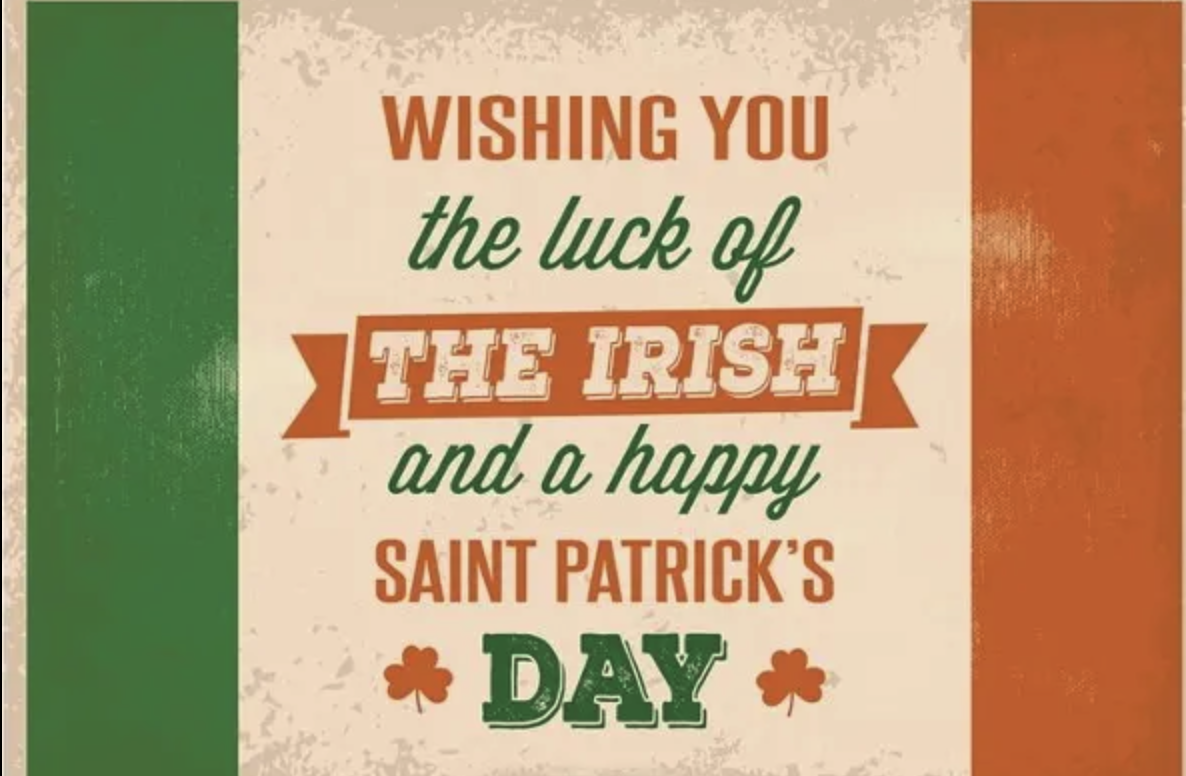 WISHING YOU
the luck of
THE IRISH
and a happy
SAINT PATRICK'S
DAY